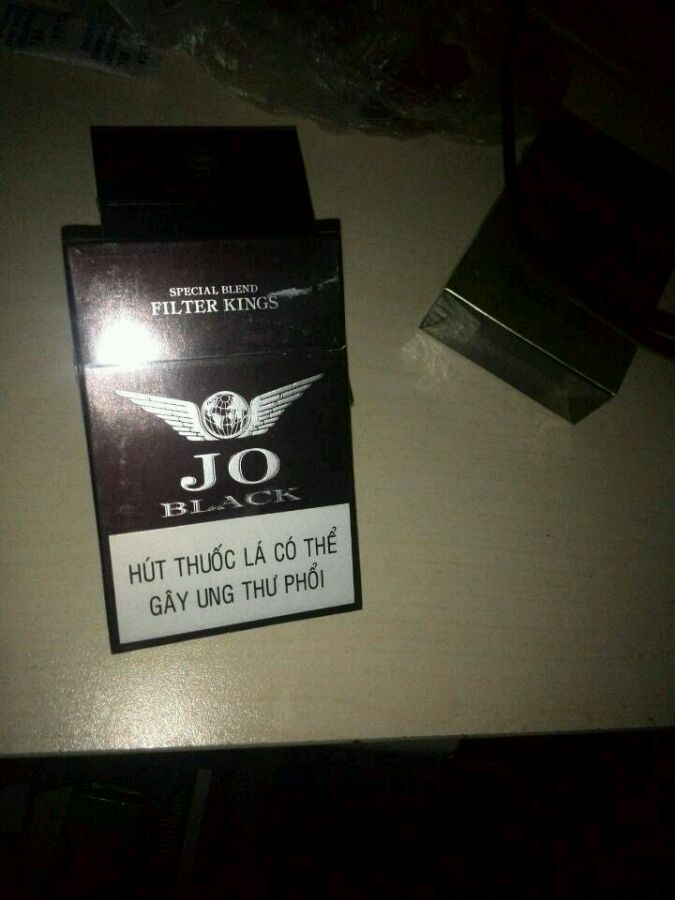 SPECIAL BLEND
FILTER KINGS
JO
BLACK
HÚT THUỐC LÁ CÓ THỂ
GÂY UNG THƯ PHỔI